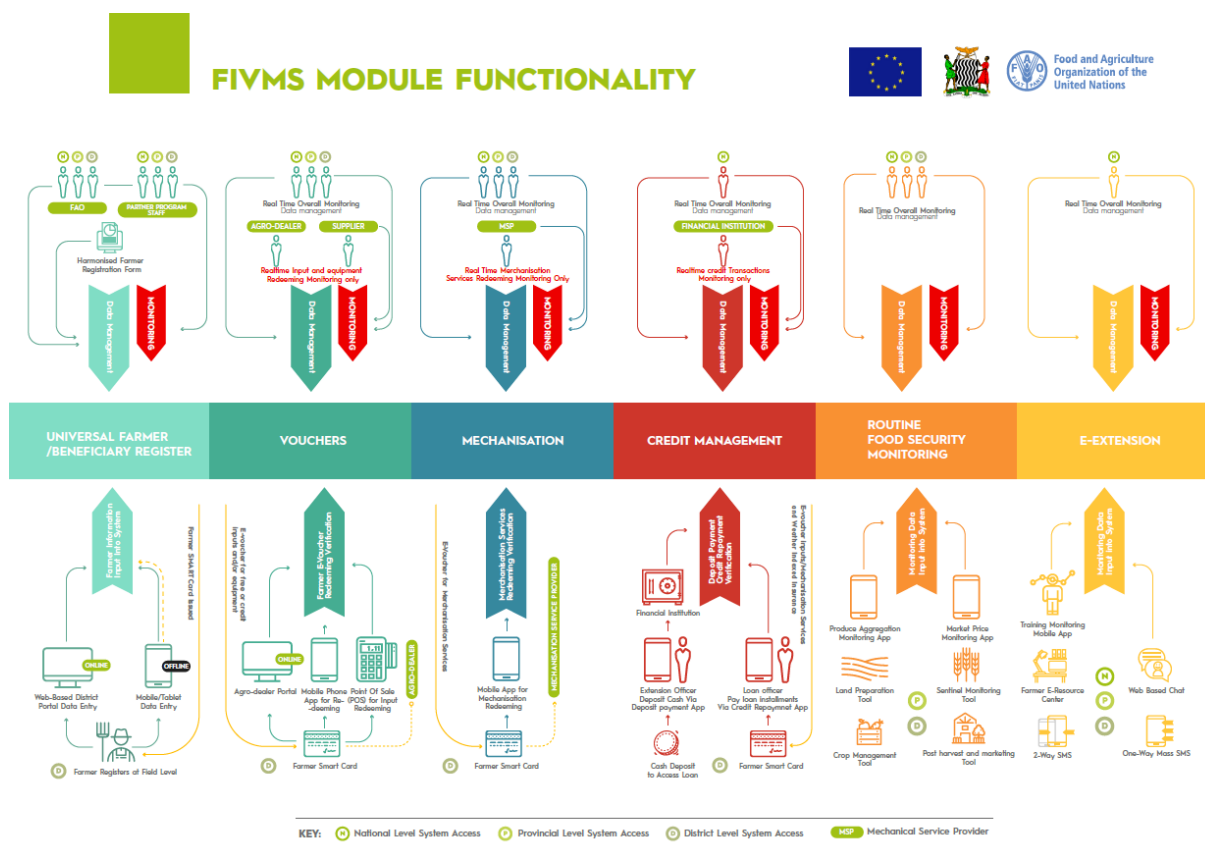 FIVMS MODULE FUNCTIONALITY
FAO
Food and Agriculture
Organization of the
United Nations
N P D
N P D
FAO
PARTNER PROGRAM
STAFF
Harmonised Farmer
Registration Form
Data Management
MONITORING
N P D
Real Time Overall Monitoring
Data management
AGRO-DEALER
SUPPLIER
Realtime Input and equipment
Redeeming Monitoring only
Data Management
MONITORING
N P D
Real Time Overall Monitoring
Data management
MSP
Real Time Merchanisation
Services Redeeming Monitoring Only
Data Management
MONITORING
N
Real Time Overall Monitoring
Data management
FINANCIAL INSTITUTION
Realtime credit Transactions
Monitoring only
Data Management
MONITORING
N P D
Real Time Overall Monitoring
Data management
Data Management
MONITORING
N
Real Time Overall Monitoring
Data management
Data Management
MONITORING
UNIVERSAL FARMER
/BENEFICIARY REGISTER
VOUCHERS
MECHANISATION
CREDIT MANAGEMENT
ROUTINE
FOOD SECURITY
MONITORING
E-EXTENSION
Farmer Information
Input Into System
Farmer SMART Card Issued
ONLINE
OFFLINE
Web-Based District
Portal Data Entry
Mobile/Tablet
Data Entry
D
Farmer Registers at Field Level
E-voucher for free or credit
inputs and/or equipment
Farmer E-Voucher
Redeeming Verification
ONLINE
1.11
AGRO-DEALER
Agro-dealer Portal
Mobile Phone
App for Re-
-deeming
Point Of Sale
(POS) for Input
Redeeming
D
Farmer Smart Card
E-Voucher for Merchanisation Services
Merchanisation Services
Redeeming Verification
MECHANISATION SERVICE PROVIDER
Mobile App for
Mechanisation
Redeeming
D
Farmer Smart Card
Deposit Payment
Credit Repayment
Verification
E-voucher Inputs/Mechanisation Services
and Weather Indexed Insurance
Financial Institution
Extension Officer
Deposit Cash Via
Deposit payment App
Loan officer
Pay loan installments
Via Credit Repaymnet App
Cash Deposit
to Access Loan
D
Farmer Smart Card
Monitoring Data
Input Into System
Produce Aggregation
Monitoring App
Market Price
Monitoring App
Land Preparation
Tool
Sentinel Monitoring
Tool
P
D
Crop Management
Tool
Post harvest and marketing
Tool
Monitoring Data
Input Into System
Training Monitoring
Mobile App
Farmer E-Resource
Center
N
P
D
Web Based Chat
2-Way SMS
One-Way Mass SMS
KEY: N National Level System Access P Provincial Level System Access D District Level System Access MSP Mechanical Service Provider